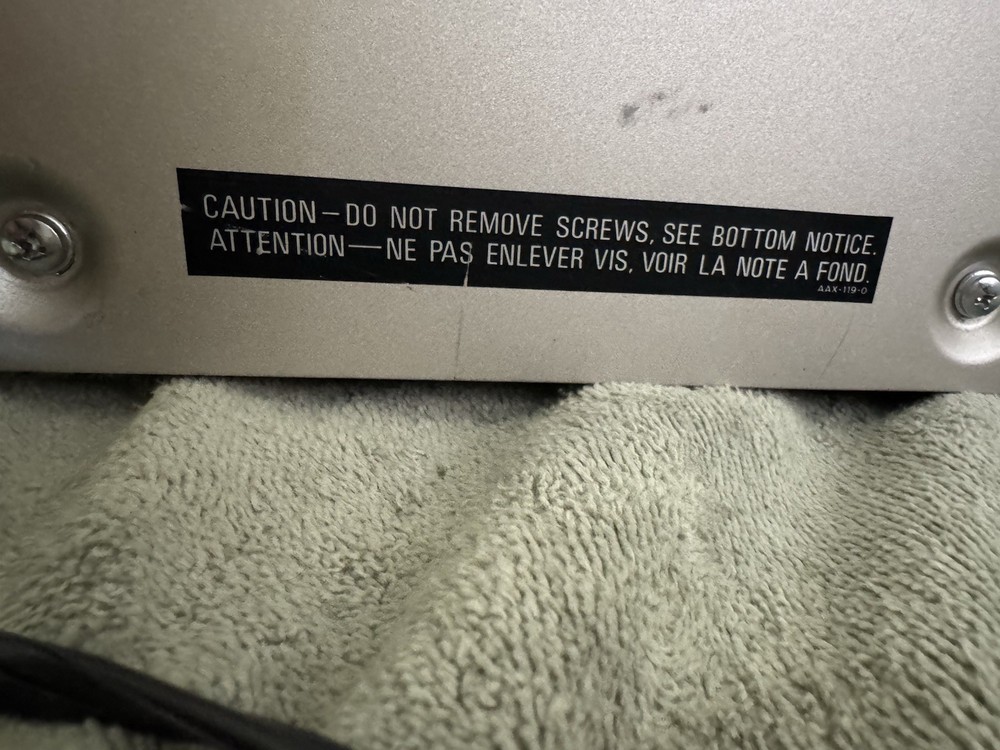 CAUTION—DO NOT REMOVE SCREWS, SEE BOTTOM NOTICE.
ATTENTION—NE PAS ENLEVER VIS, VOIR LA NOTE A FOND.
AAX-119-0